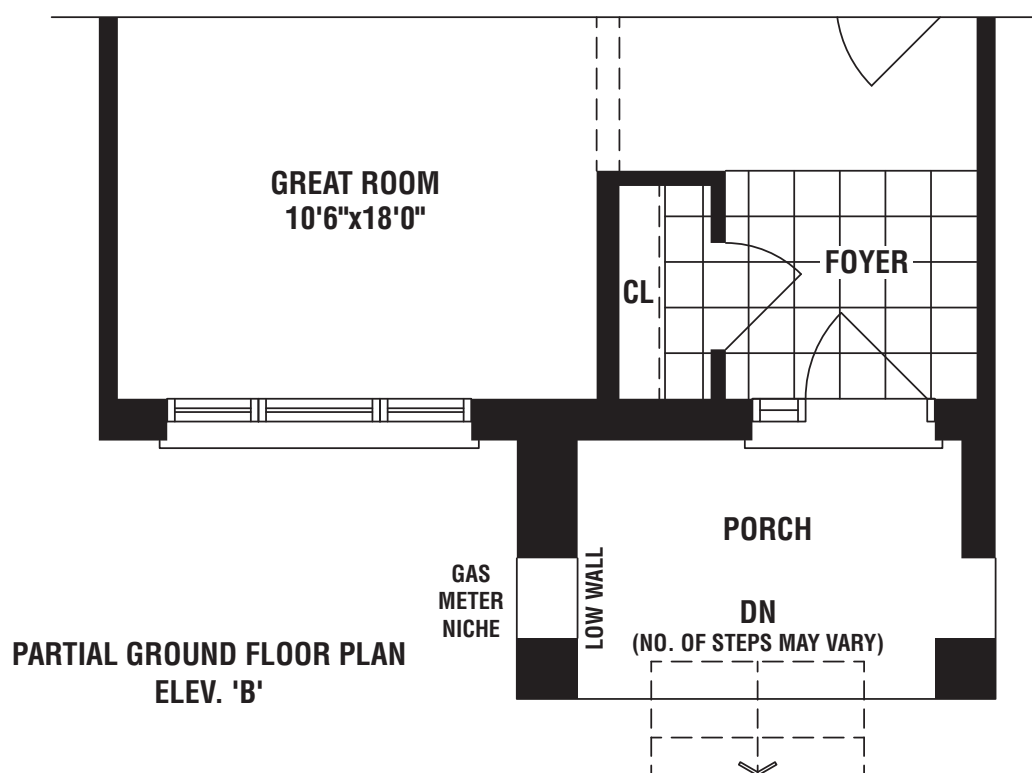 GREAT ROOM
10'6"x18'0"
FOYER
CL
PORCH
GAS
METER
NICHE
LOW WALL
DN
(NO. OF STEPS MAY VARY)
PARTIAL GROUND FLOOR PLAN
ELEV. 'B'